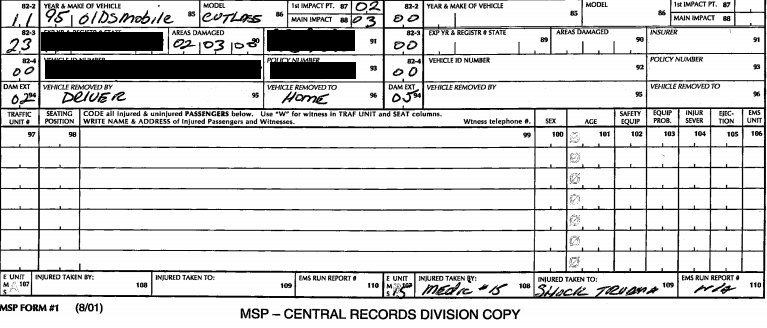 82-2 YEAR & MAKE OF VEHICLE 85 MODEL 86 1st IMPACT PT. 87 02 82-2 YEAR & MAKE OF VEHICLE 85 MODEL 86 1st IMPACT PT. 87
11 95 OLDSmobile CUTLASS MAIN IMPACT 88 03 00 MAIN IMPACT 88
82-3 AREAS DAMAGED 90 91 82-3 EXP YR & REGISTR # STATE 89 AREAS DAMAGED 90 INSURER 91
23 02 03 00
82-4 VEHICLE ID NUMBER POLICY NUMBER 93 82-4 VEHICLE ID NUMBER 92 POLICY NUMBER 93
00 00
DAM EXT 94 VEHICLE REMOVED BY 95 VEHICLE REMOVED TO 96 DAM EXT 94 VEHICLE REMOVED BY 95 VEHICLE REMOVED TO 96
02 DRIVER HOME 05
TRAFFIC UNIT # SEATING POSITION CODE all Injured & uninjured PASSENGERS below. Use "W" for witness in TRAF UNIT and SEAT columns.
WRITE NAME & ADDRESS of Injured Passengers and Witnesses. Witness telephone #. SEX AGE SAFETY EQUIP EQUIP PROB. INJUR SEVER EJEC-TION EMS UNIT
97 98 99 100 101 102 103 104 105 106
E M S UNIT 107 INJURED TAKEN BY: 108 INJURED TAKEN TO: 109 EMS RUN REPORT # 110 E M S UNIT INJURED TAKEN BY: 108 INJURED TAKEN TO: 109 EMS RUN REPORT # 110
MEDIC #15 SHOCK TRAUMA
MSP FORM #1 (8/01)
MSP – CENTRAL RECORDS DIVISION COPY